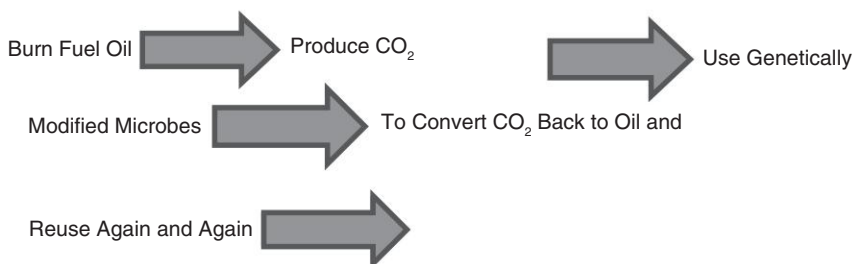 Burn Fuel Oil Produce CO₂ Use Genetically
Modified Microbes To Convert CO₂ Back to Oil and
Reuse Again and Again